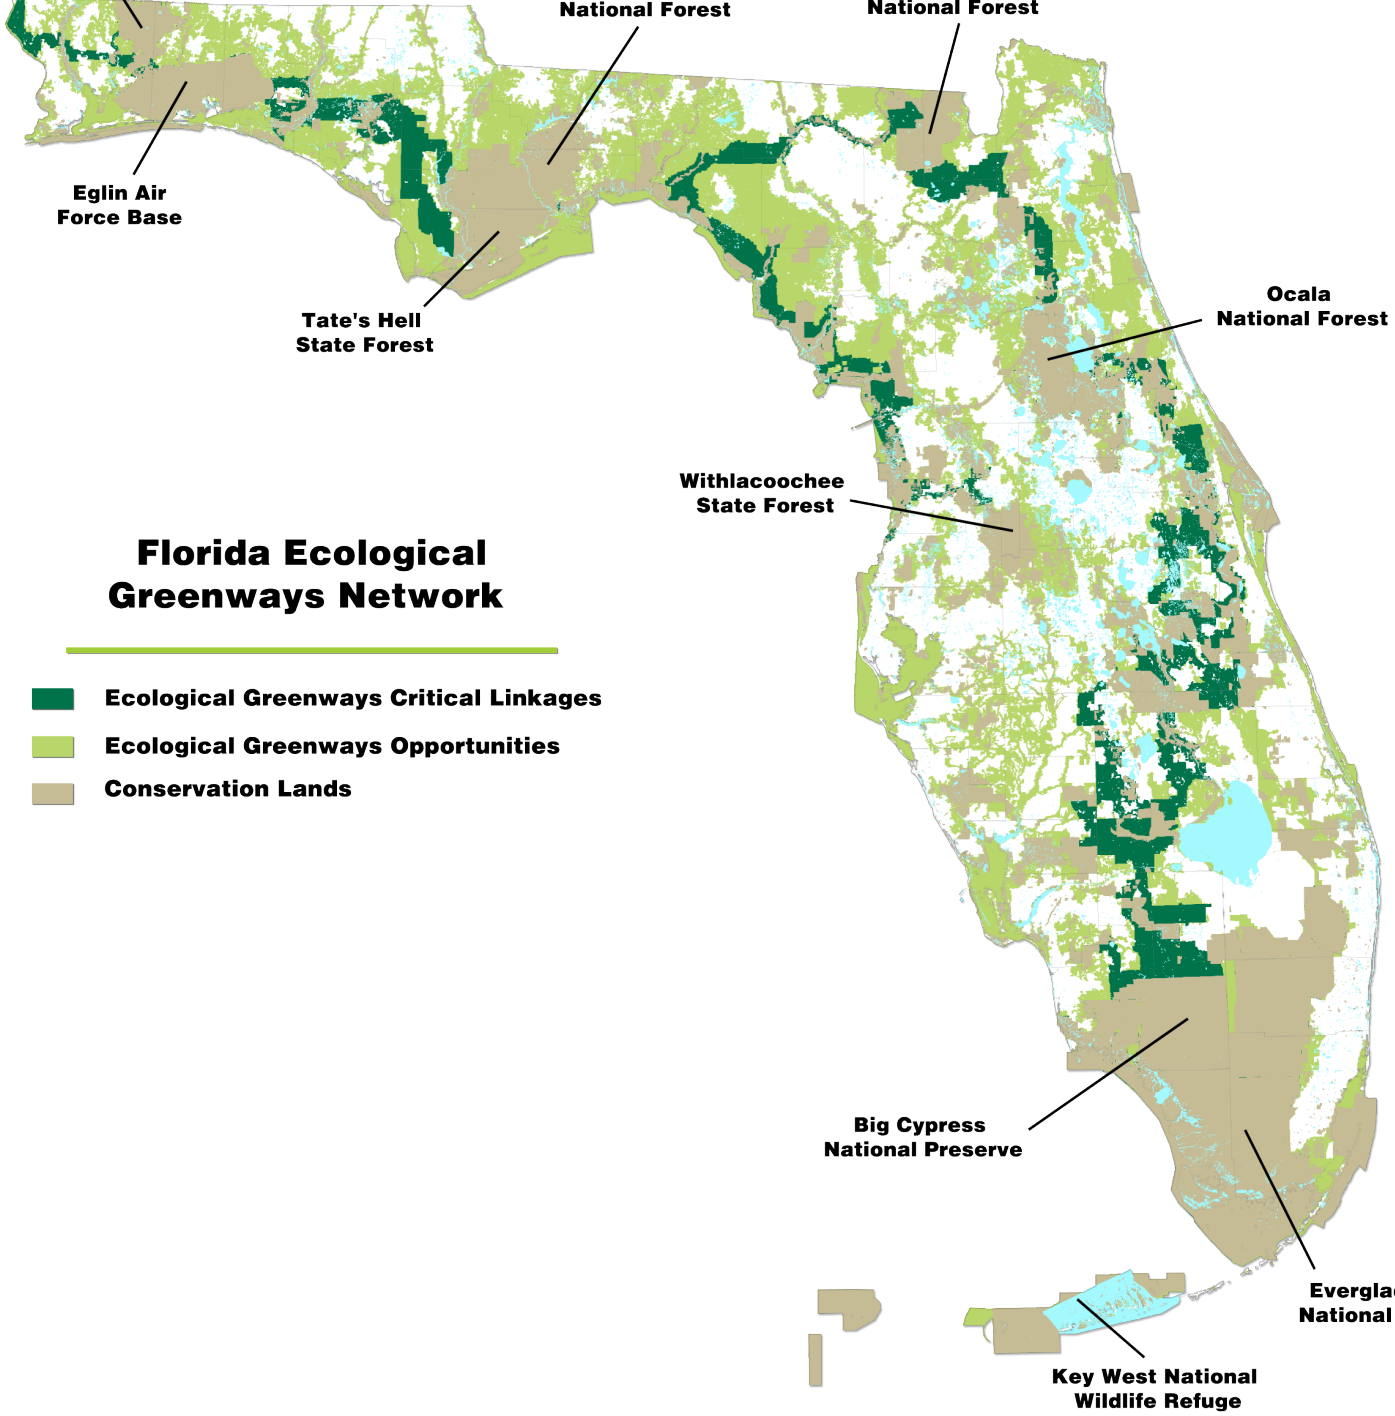 National Forest
National Forest
Eglin Air
Force Base
Tate's Hell
State Forest
Ocala
National Forest
Withlacoochee
State Forest
Florida Ecological
Greenways Network
Ecological Greenways Critical Linkages
Ecological Greenways Opportunities
Conservation Lands
Big Cypress
National Preserve
Evergla
National
Key West National
Wildlife Refuge